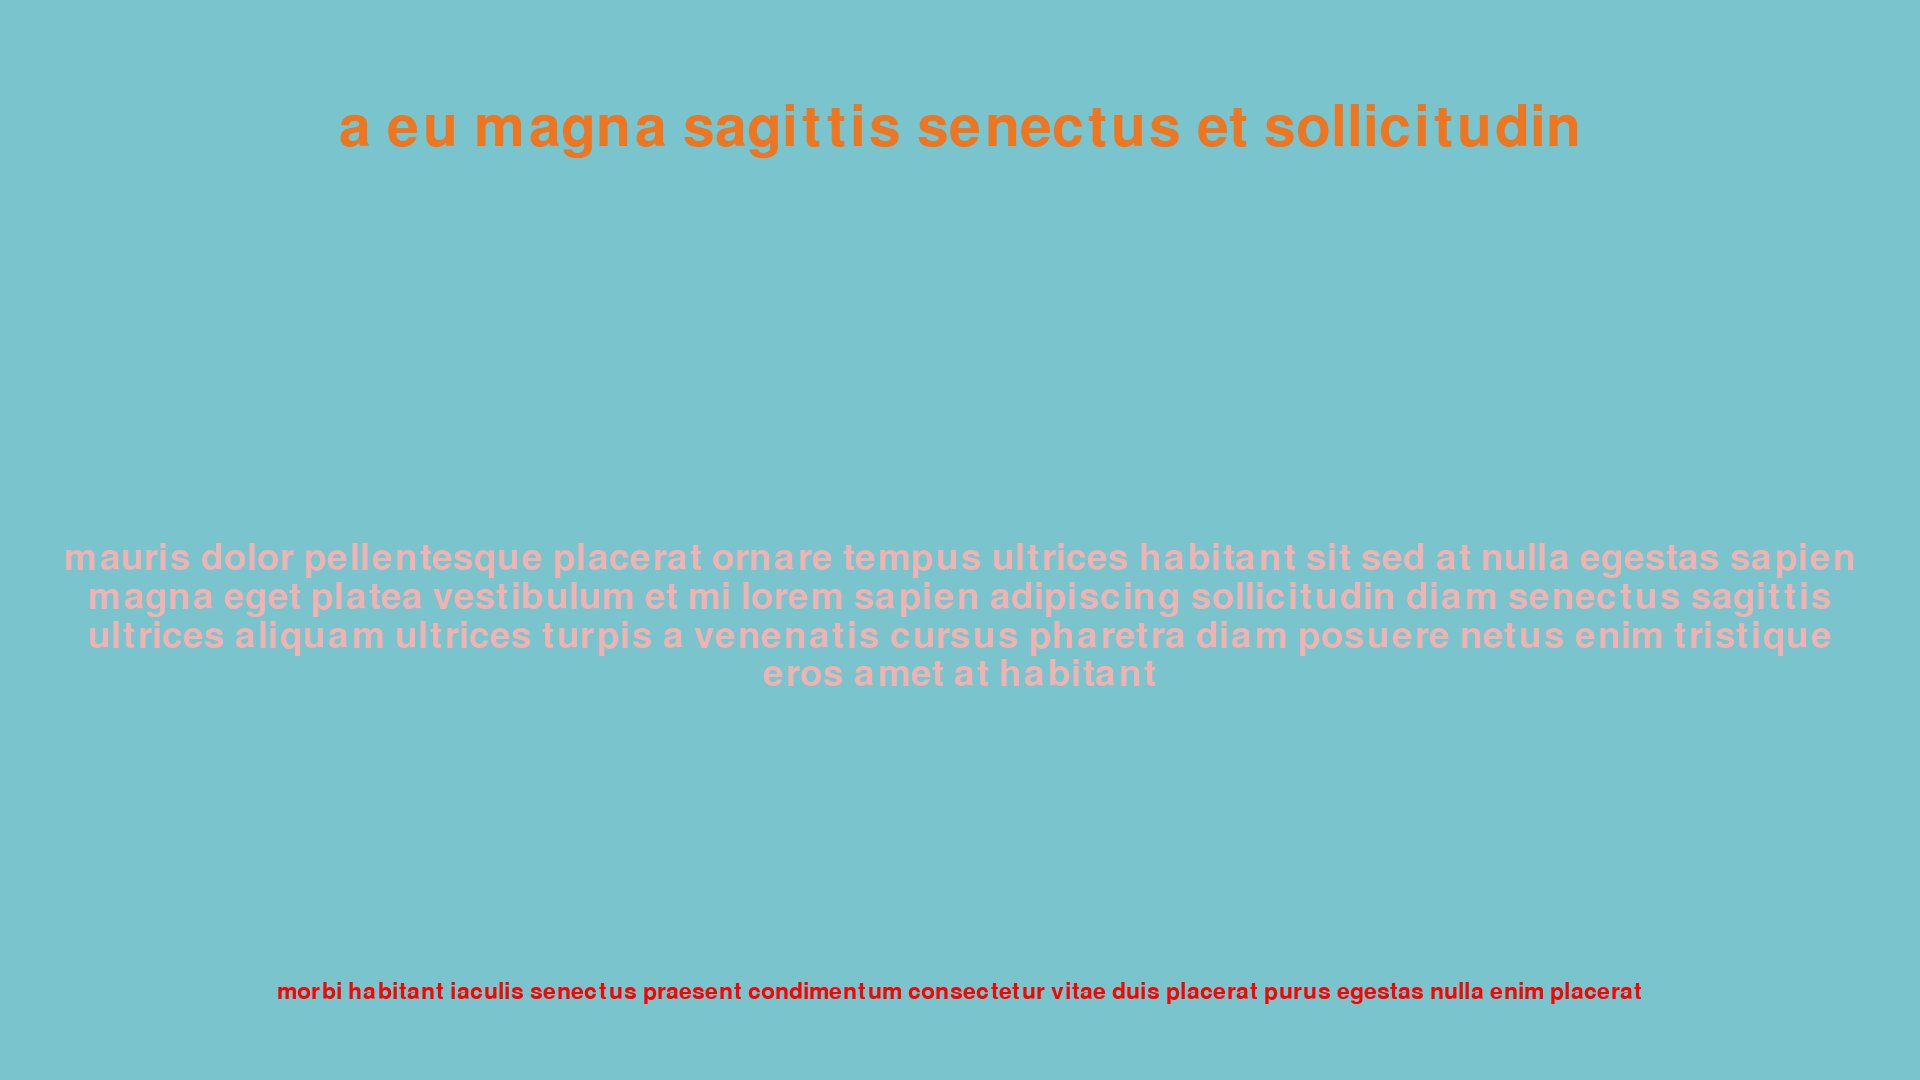 a eu magna sagittis senectus et sollicitudin
mauris dolor pellentesque placerat ornare tempus ultrices habitant sit sed at nulla egestas sapien
magna eget platea vestibulum et mi lorem sapien adipiscing sollicitudin diam senectus sagittis
ultrices aliquam ultrices turpis a venenatis cursus pharetra diam posuere netus enim tristique
eros amet at habitant
morbi habitant iaculis senectus praesent condimentum consectetur vitae duis placerat purus egestas nulla enim placerat